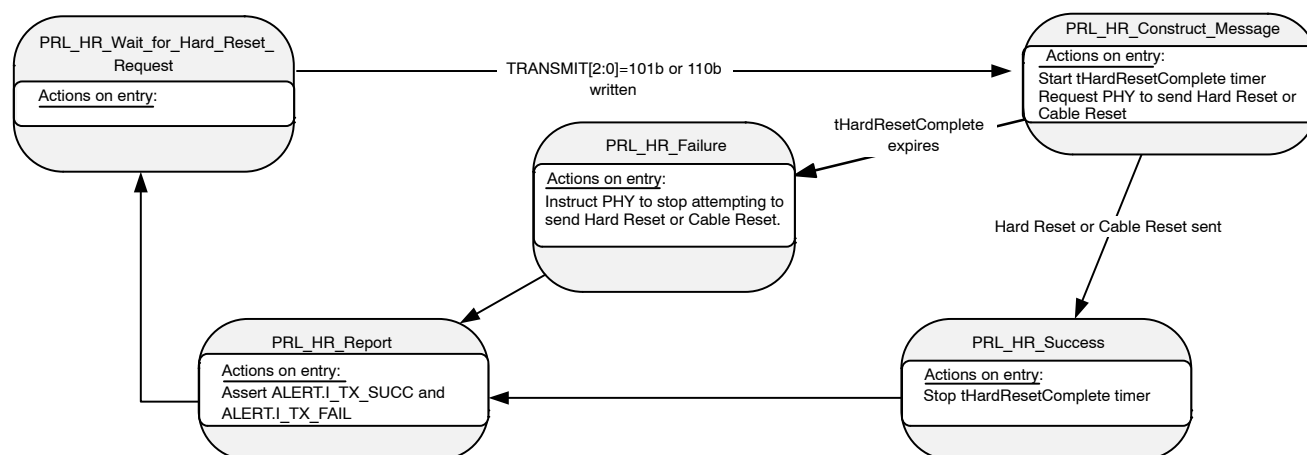 PRL_HR_Wait_for_Hard_Reset_
Request
Actions on entry:
TRANSMIT[2:0]=101b or 110b
written
PRL_HR_Construct_Message
Actions on entry:
Start tHardResetComplete timer
Request PHY to send Hard Reset or
Cable Reset
tHardResetComplete
expires
PRL_HR_Failure
Actions on entry:
Instruct PHY to stop attempting to
send Hard Reset or Cable Reset.
Hard Reset or Cable Reset sent
PRL_HR_Report
Actions on entry:
Assert ALERT.I_TX_SUCC and
ALERT.I_TX_FAIL
PRL_HR_Success
Actions on entry:
Stop tHardResetComplete timer